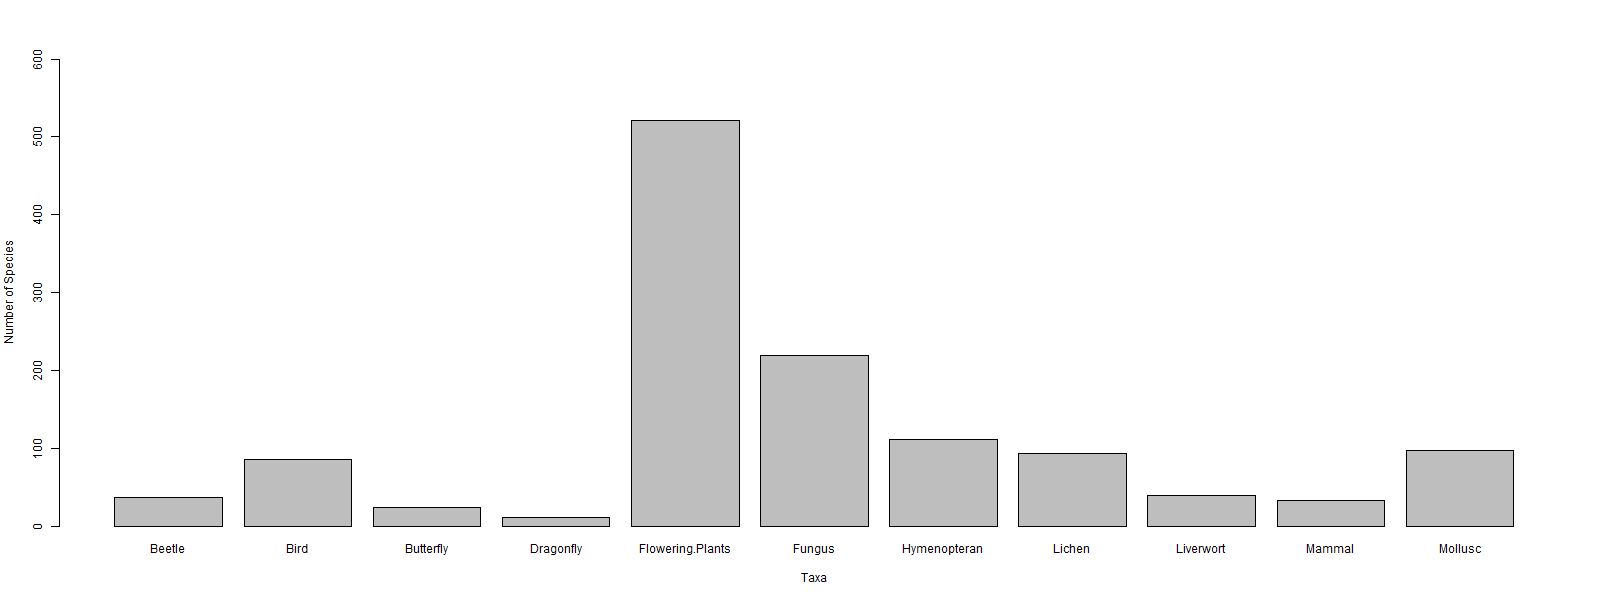 600
500
400
300
200
100
0
Number of Species
Beetle Bird Butterfly Dragonfly Flowering.Plants Fungus Hymenopteran Lichen Liverwort Mammal Mollusc
Taxa